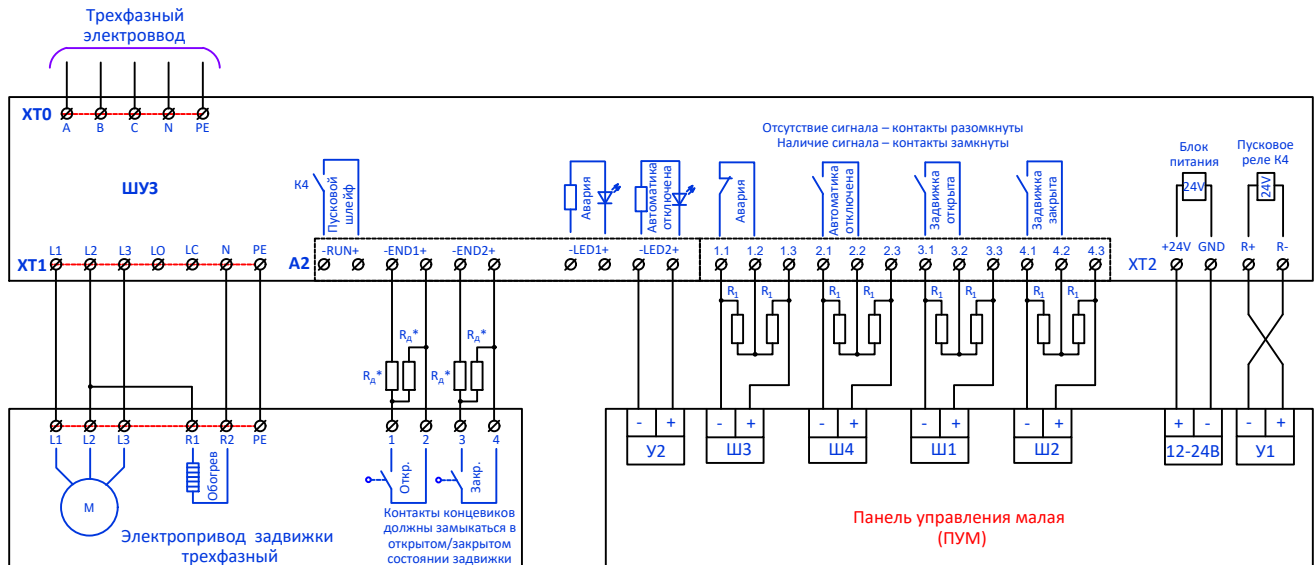 Трехфазный
электроввод
XT0
A B C N PE
ШУЗ
Отсутствие сигнала – контакты разомкнуты
Наличие сигнала – контакты замкнуты
К4
Пусковой
шлейф
Авария
Автоматика
отключена
Авария
Автоматика
отключена
Задвижка
открыта
Задвижка
закрыта
Блок
питания
24V
Пусковое
реле К4
24V
XT1
L1 L2 L3 LO LC N PE
A2
-RUN+ -END1+ -END2+ -LED1+ -LED2+
1.1 1.2 1.3 2.1 2.2 2.3 3.1 3.2 3.3 4.1 4.2 4.3
XT2
+24V GND R+ R-
R1 R1 R1 R1 R1 R1 R1 R1
Rд* Rд*
Rд* Rд*
L1 L2 L3 R1 R2 PE
1 2 3 4
- + - + - + - + - + + - - +
У2 Ш3 Ш4 Ш1 Ш2 12-24В У1
Обогрев
Откр.
Закр.
М
Контакты концевиков
должны замыкаться в
открытом/закрытом
состоянии задвижки
Электропривод задвижки
трехфазный
Панель управления малая
(ПУМ)